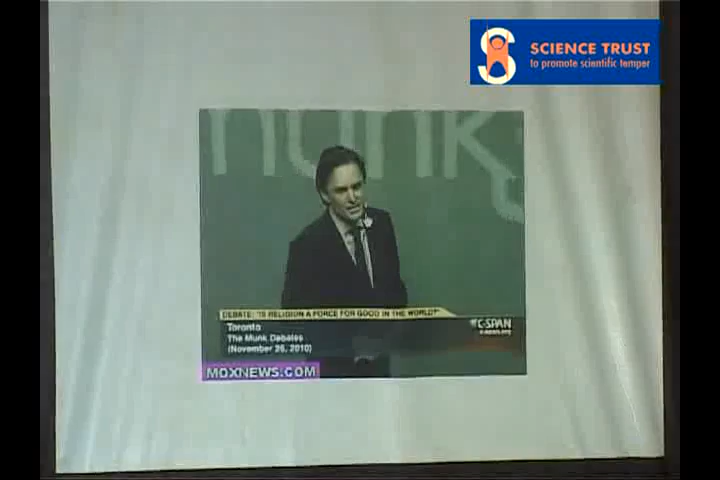 SCIENCE TRUST
to promote scientific temper
munk
DEBATE: "IS RELIGION A FORCE FOR GOOD IN THE WORLD?"
C-SPAN
Toronto
The Munk Debates
(November 26, 2010)
MOXNEWS.COM